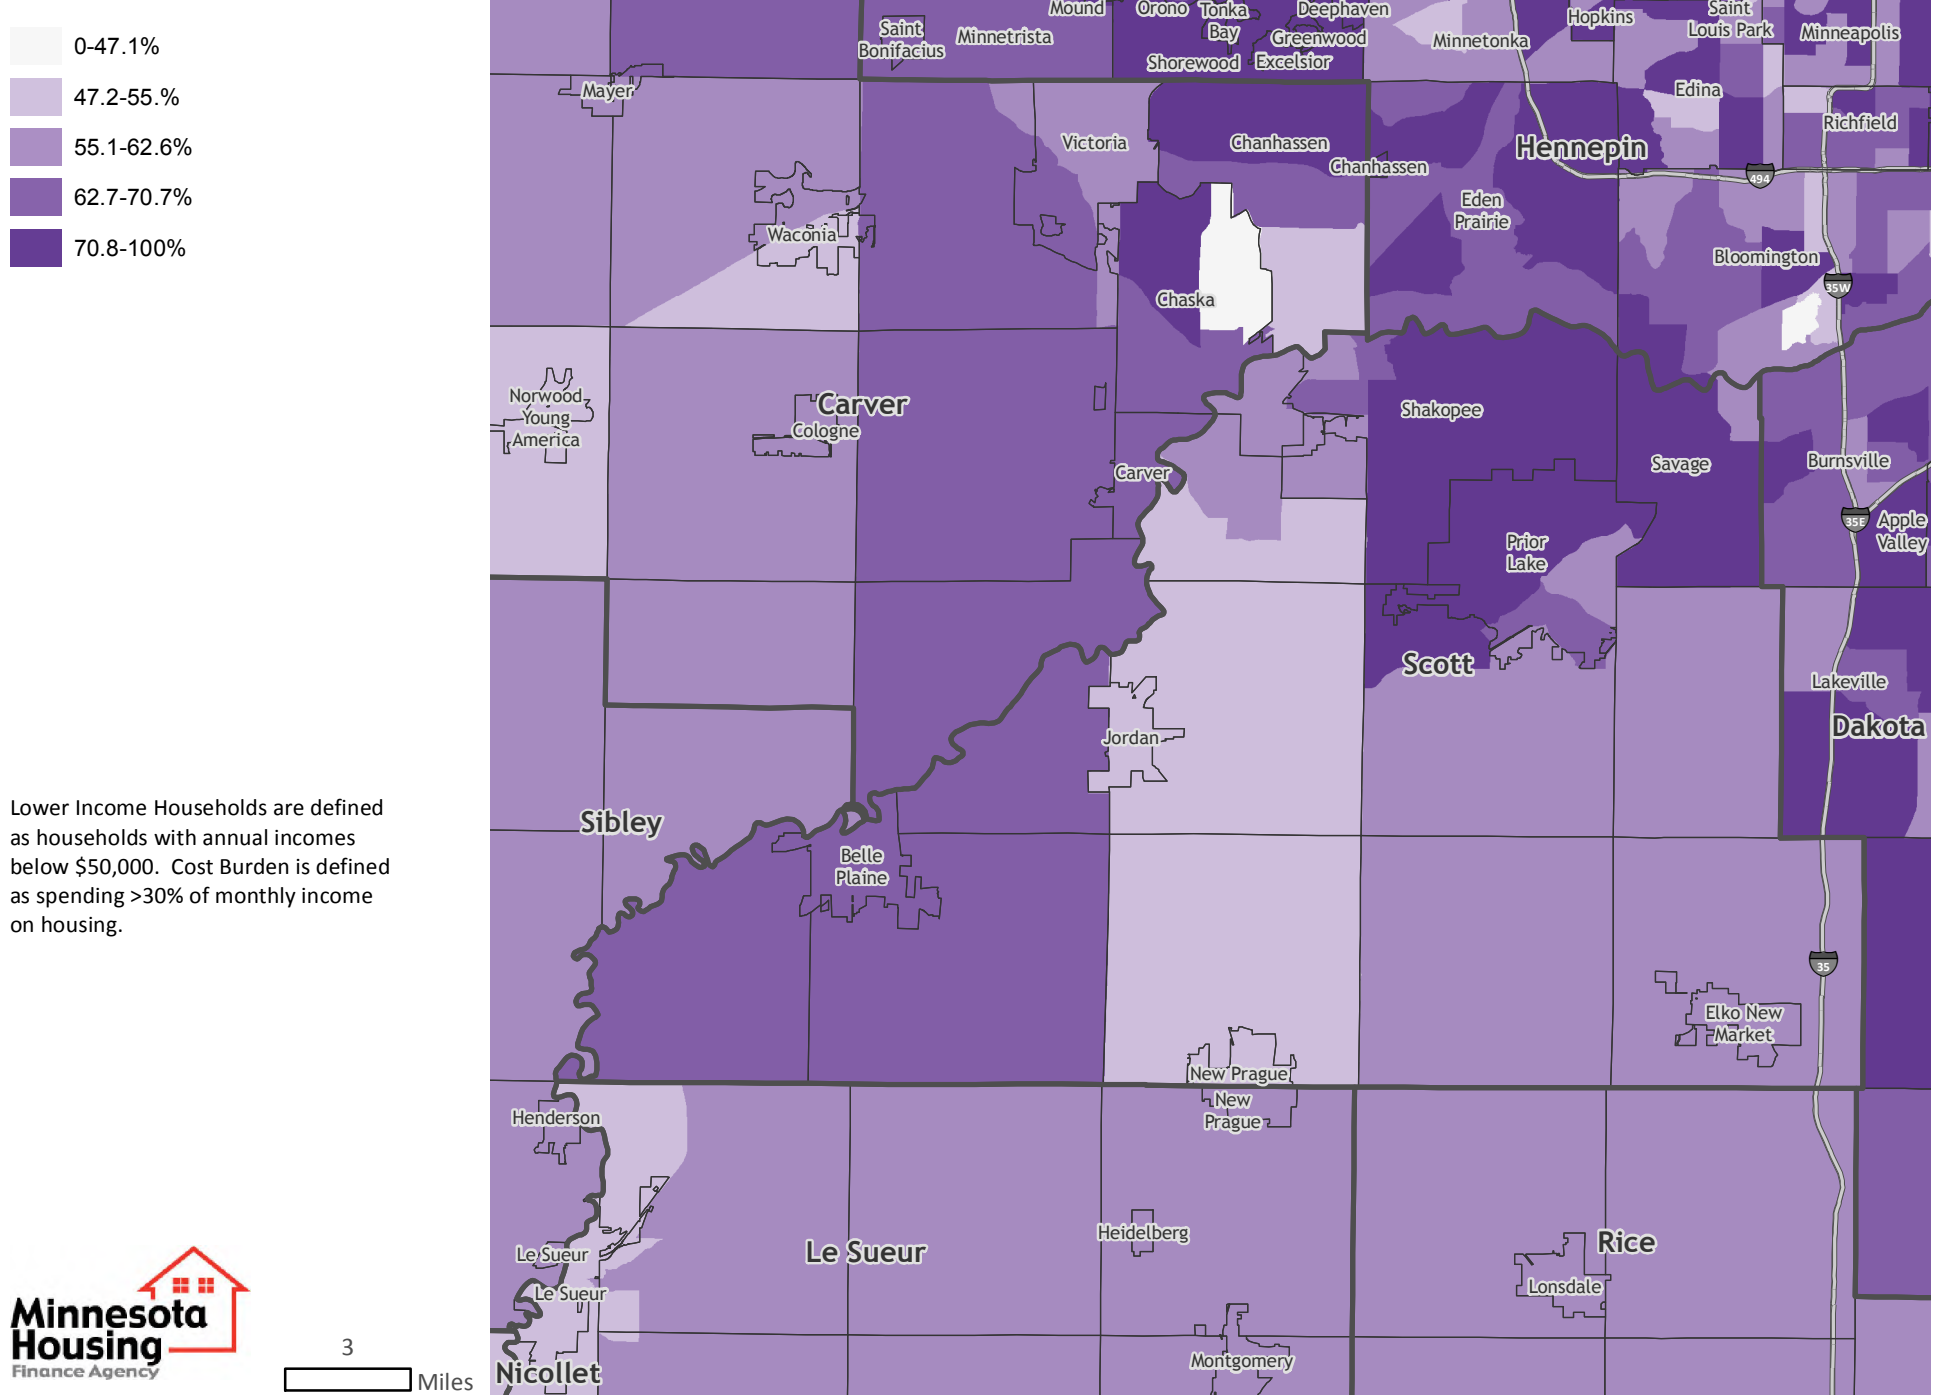 0-47.1%
47.2-55.%
55.1-62.6%
62.7-70.7%
70.8-100%
Lower Income Households are defined
as households with annual incomes
below $50,000.  Cost Burden is defined
as spending >30% of monthly income
on housing.
Minnesota
Housing
Finance Agency
3
Miles
Mound
Orono
Tonka
Bay
Deephaven
Greenwood
Excelsior
Shorewood
Saint
Bonifacius
Minnetrista
Minnetonka
Hopkins
Saint
Louis Park
Minneapolis
Mayer
Edina
Richfield
Victoria
Chanhassen
Chanhassen
Hennepin
494
Eden
Prairie
Waconia
Bloomington
35W
Chaska
Norwood
Young
America
Carver
Cologne
Shakopee
Carver
Savage
Burnsville
35E
Apple
Valley
Prior
Lake
Scott
Lakeville
Dakota
Jordan
Sibley
Belle
Plaine
35
Elko New
Market
New Prague
New
Prague
Henderson
Heidelberg
Le Sueur
Le Sueur
Rice
Le Sueur
Lonsdale
Nicollet
Montgomery